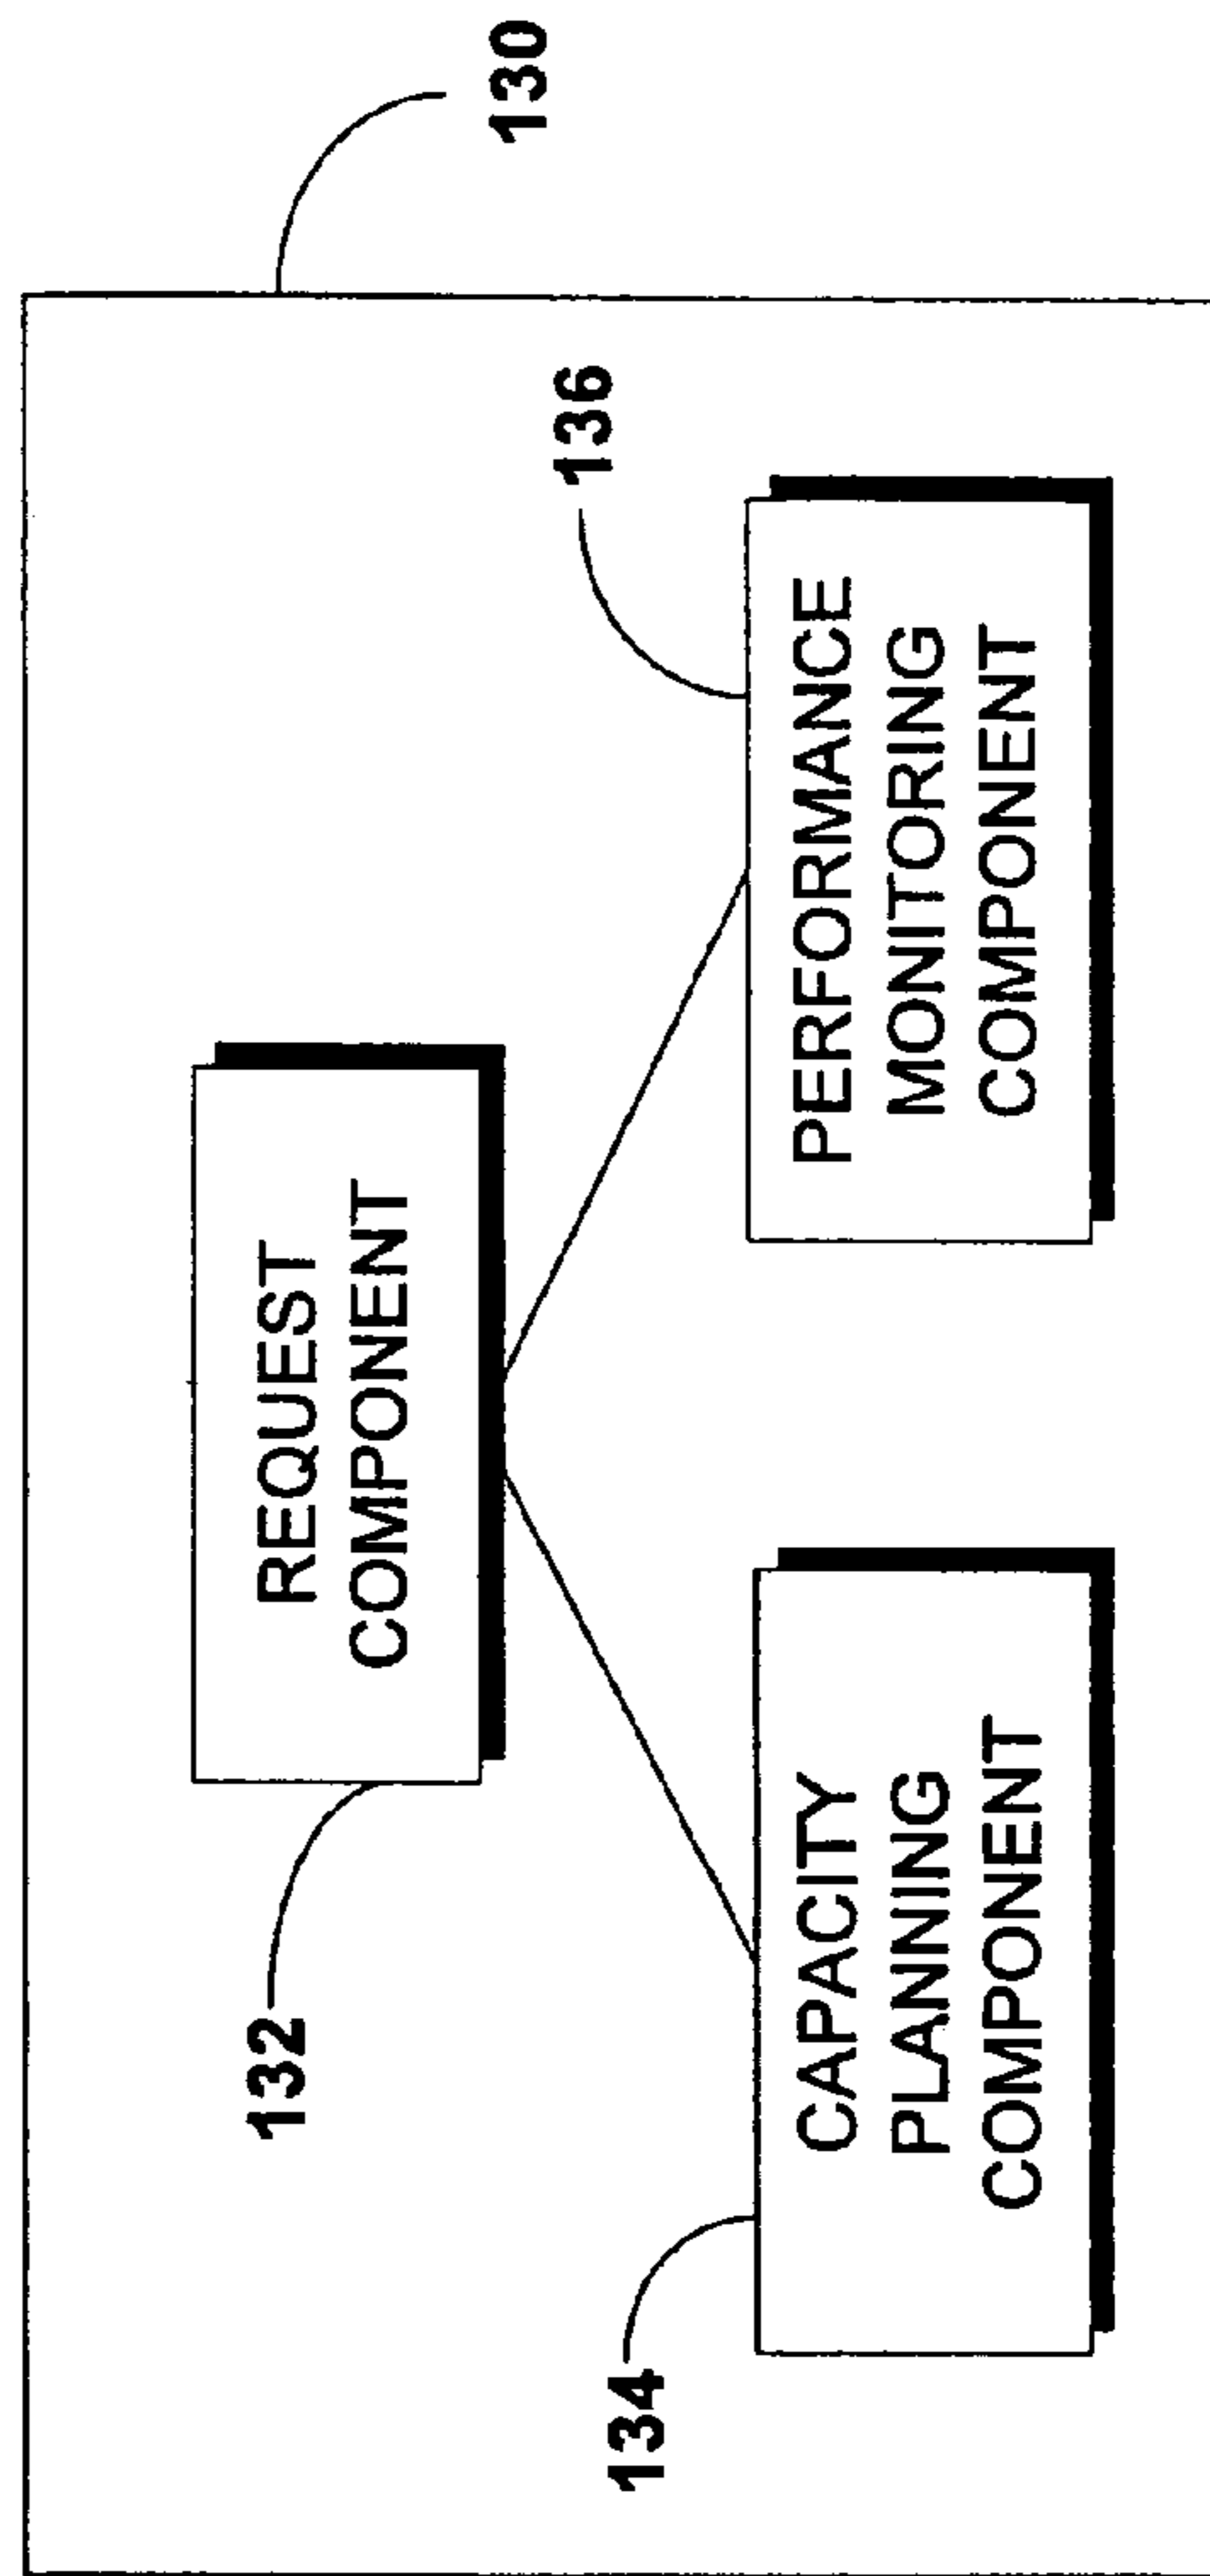 130
132
REQUEST
COMPONENT
136
134
CAPACITY
PLANNING
COMPONENT
PERFORMANCE
MONITORING
COMPONENT